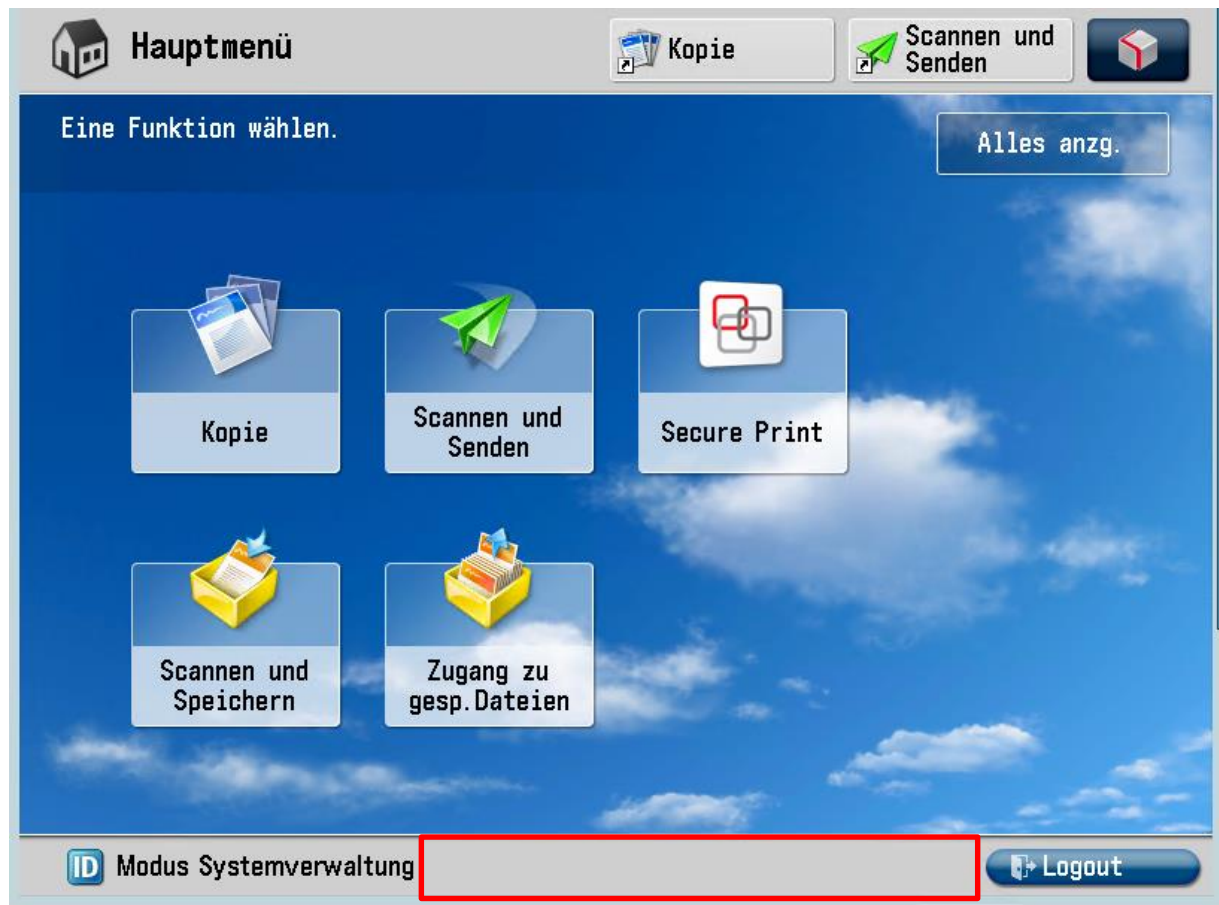 Hauptmenü
Kopie
Scannen und
Senden
Eine Funktion wählen.
Alles anzg.
Kopie
Scannen und
Senden
Secure Print
Scannen und
Speichern
Zugang zu
gesp.Dateien
ID Modus Systemverwaltung
Logout